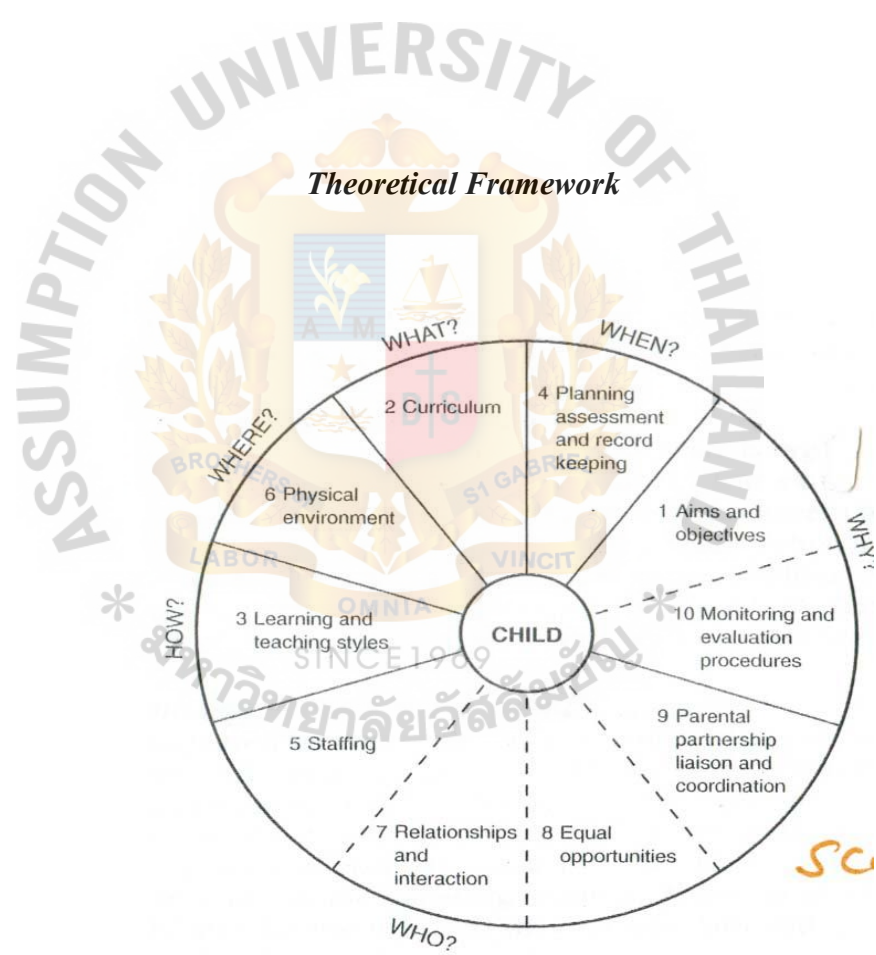 ASSUMPTION UNIVERSITY OF THAILAND
Theoretical Framework
WHAT?
WHEN?
A M
2 Curriculum
4 Planning
assessment
and record
keeping
D S
WHERE?
BROTHERS OF
ST GABRIEL
6 Physical
environment
1 Aims and
objectives
WHY?
LABOR
VINCIT
OMNIA
HOW?
3 Learning and
teaching styles
CHILD
10 Monitoring and
evaluation
procedures
SINCE1969
5 Staffing
9 Parental
partnership
liaison and
coordination
7 Relationships
and
interaction
8 Equal
opportunities
WHO?